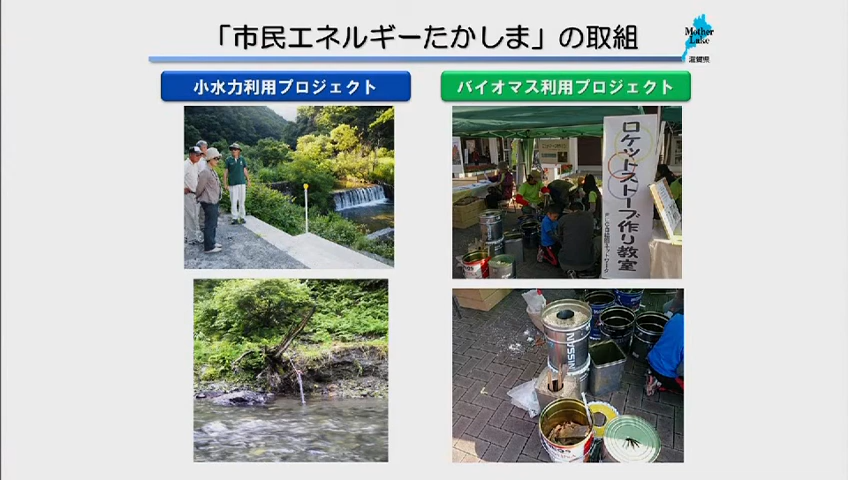 「市民エネルギーたかしま」の取組
Mother
Lake
滋賀県
小水力利用プロジェクト
バイオマス利用プロジェクト
ロケットストーブ作り教室
NISSIN